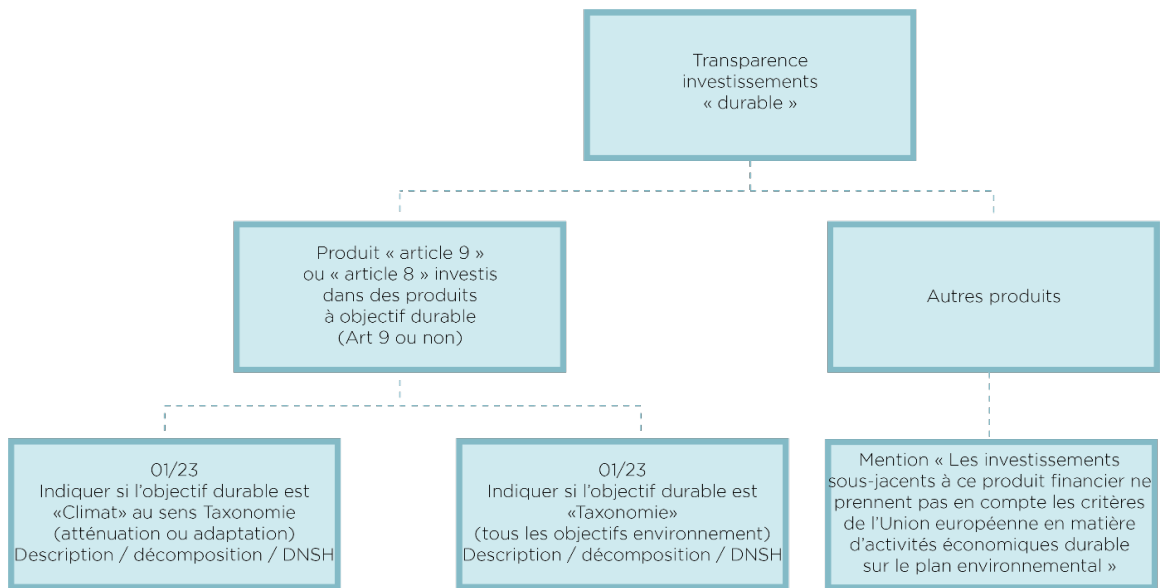 Transparence
investissements
« durable »
Produit « article 9 »
ou « article 8 » investis
dans des produits
à objectif durable
(Art 9 ou non)
Autres produits
01/23
Indiquer si l’objectif durable est
«Climat» au sens Taxonomie
(atténuation ou adaptation)
Description / décomposition / DNSH
01/23
Indiquer si l’objectif durable est
«Taxonomie»
(tous les objectifs environnement)
Description / décomposition / DNSH
Mention « Les investissements
sous-jacents à ce produit financier ne
prennent pas en compte les critères
de l’Union européenne en matière
d’activités économiques durable
sur le plan environnemental »